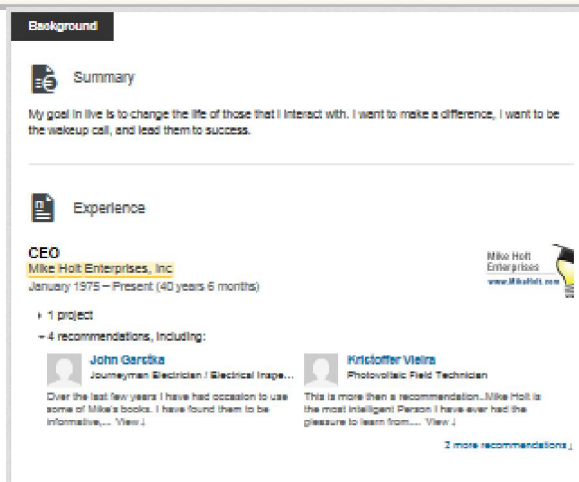 Background
Summary
My goal in live is to change the life of those that I interact with. I want to make a difference, I want to be
the wakeup call, and lead them to success.
Experience
CEO
Mike Holt Enterprises, Inc
January 1975 – Present (40 years 6 months)
Mike Holt
Enterprises
www.MikeHolt.com
1 project
4 recommendations, including:
John Garstka
Journeyman Electrician / Electrical Inspe...
Over the last few years I have had occasion to use
some of Mike's books. I have found them to be
informative,... View↓
Kristoffer Vieira
Photovoltaic Field Technician
This is more then a recommendation..Mike Holt is
the most intelligent Person I have ever had the
pleasure to learn from.... View↓
2 more recommendations↓